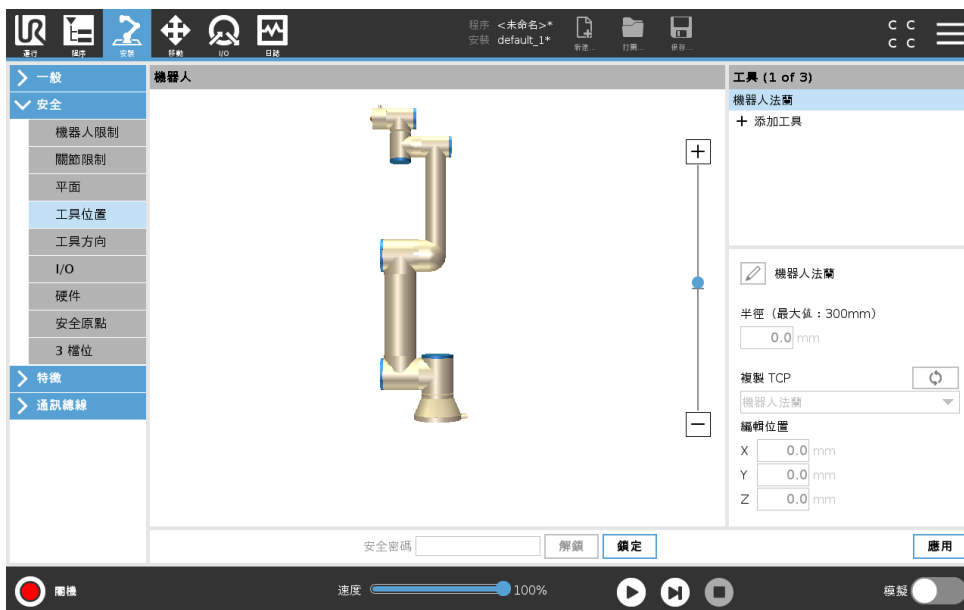 UR
運行
程序
安裝
移動
I/O
日誌
程序 <未命名>*
安裝 default_1*
新建...
打開...
保存...
C C
C C
一般
安全
機器人限制
關節限制
平面
工具位置
工具方向
I/O
硬件
安全原點
3 檔位
特徵
通訊總線
機器人
工具 (1 of 3)
機器人法蘭
+ 添加工具
機器人法蘭
半徑（最大值：300mm）
0.0 mm
複製 TCP
機器人法蘭
編輯位置
X 0.0 mm
Y 0.0 mm
Z 0.0 mm
安全密碼
解鎖
鎖定
應用
關機
速度
100%
模擬